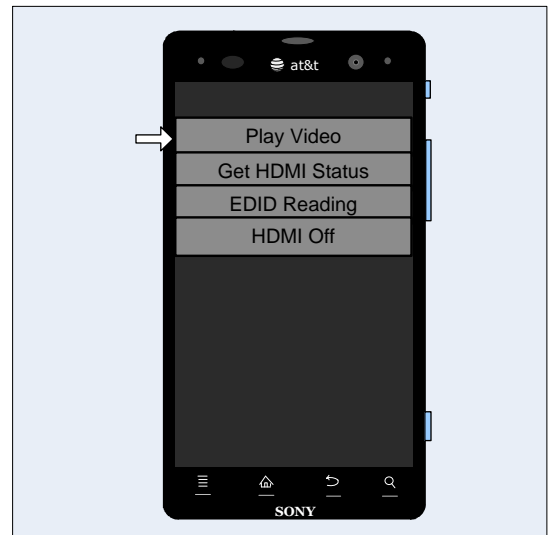 at&t
Play Video
Get HDMI Status
EDID Reading
HDMI Off
SONY